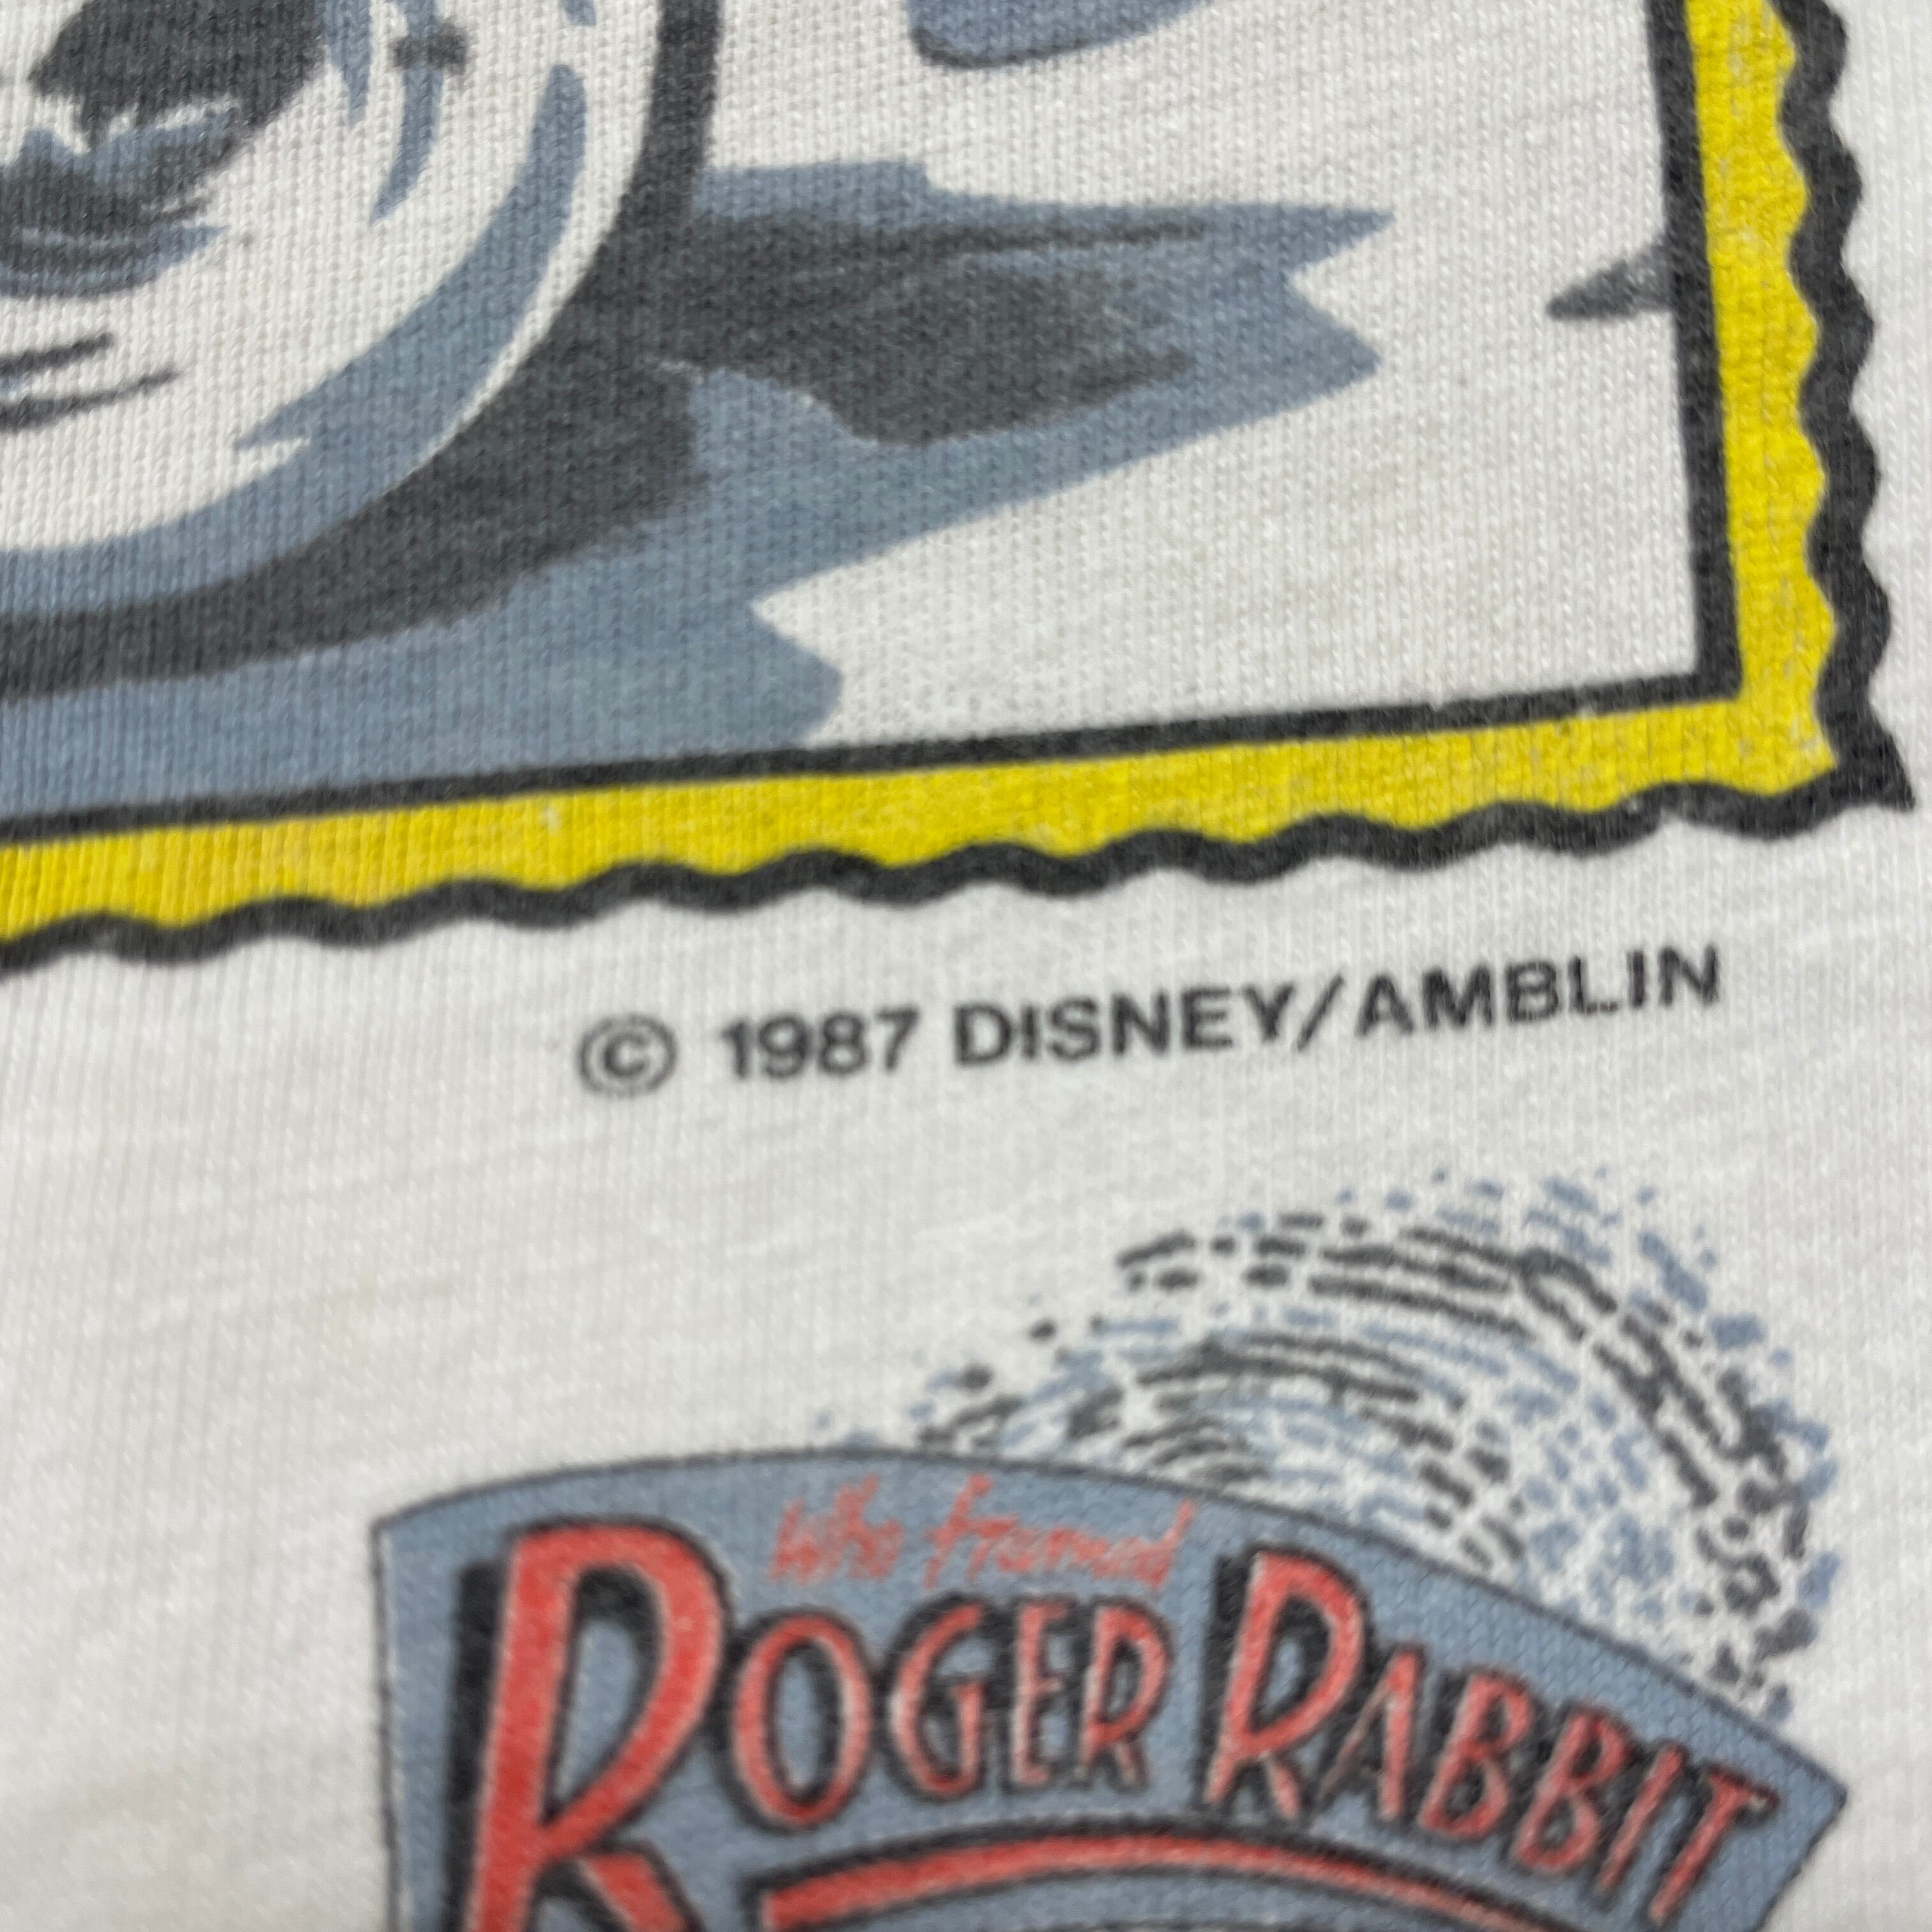 © 1987 DISNEY/AMBLIN
Who Framed
ROGER RABBIT